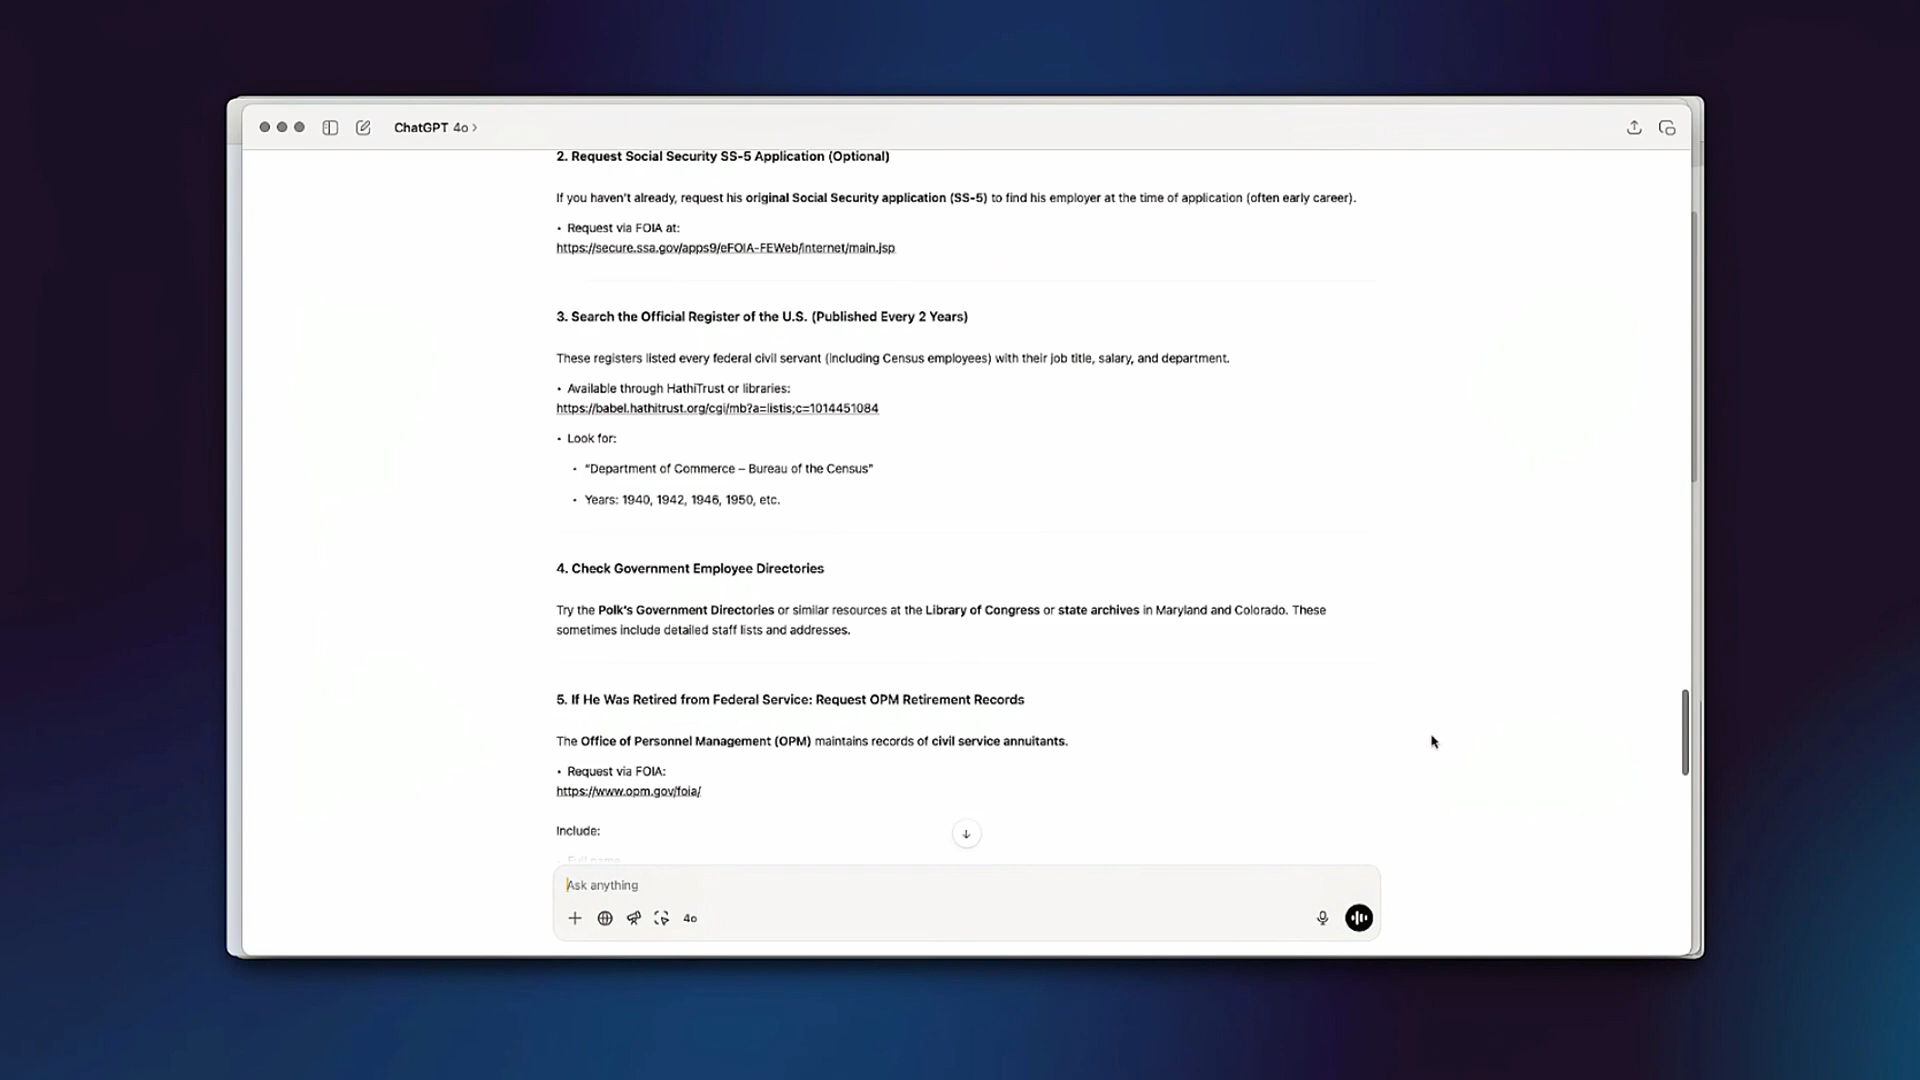 ChatGPT 4o >
2. Request Social Security SS-5 Application (Optional)
If you haven't already, request his original Social Security application (SS-5) to find his employer at the time of application (often early career).
• Request via FOIA at:
https://secure.ssa.gov/apps9/eFOIA-FEWeb/internet/main.jsp
3. Search the Official Register of the U.S. (Published Every 2 Years)
These registers listed every federal civil servant (including Census employees) with their job title, salary, and department.
• Available through HathiTrust or libraries:
https://babel.hathitrust.org/cgi/mb?a=listis;c=1014451084
• Look for:
• “Department of Commerce – Bureau of the Census”
• Years: 1940, 1942, 1946, 1950, etc.
4. Check Government Employee Directories
Try the Polk's Government Directories or similar resources at the Library of Congress or state archives in Maryland and Colorado. These
sometimes include detailed staff lists and addresses.
5. If He Was Retired from Federal Service: Request OPM Retirement Records
The Office of Personnel Management (OPM) maintains records of civil service annuitants.
• Request via FOIA:
https://www.opm.gov/foia/
Include:
• Full name
Ask anything
4o